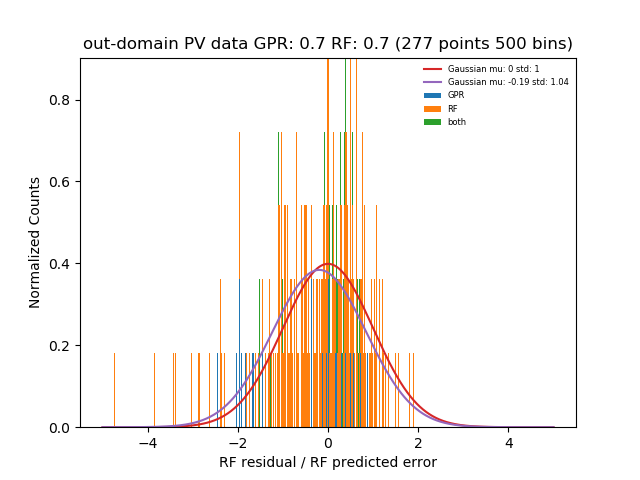 out-domain PV data GPR: 0.7 RF: 0.7 (277 points 500 bins)
Gaussian mu: 0 std: 1
Gaussian mu: -0.19 std: 1.04
GPR
RF
both
Normalized Counts
0.8
0.6
0.4
0.2
0.0
−4 −2 0 2 4
RF residual / RF predicted error